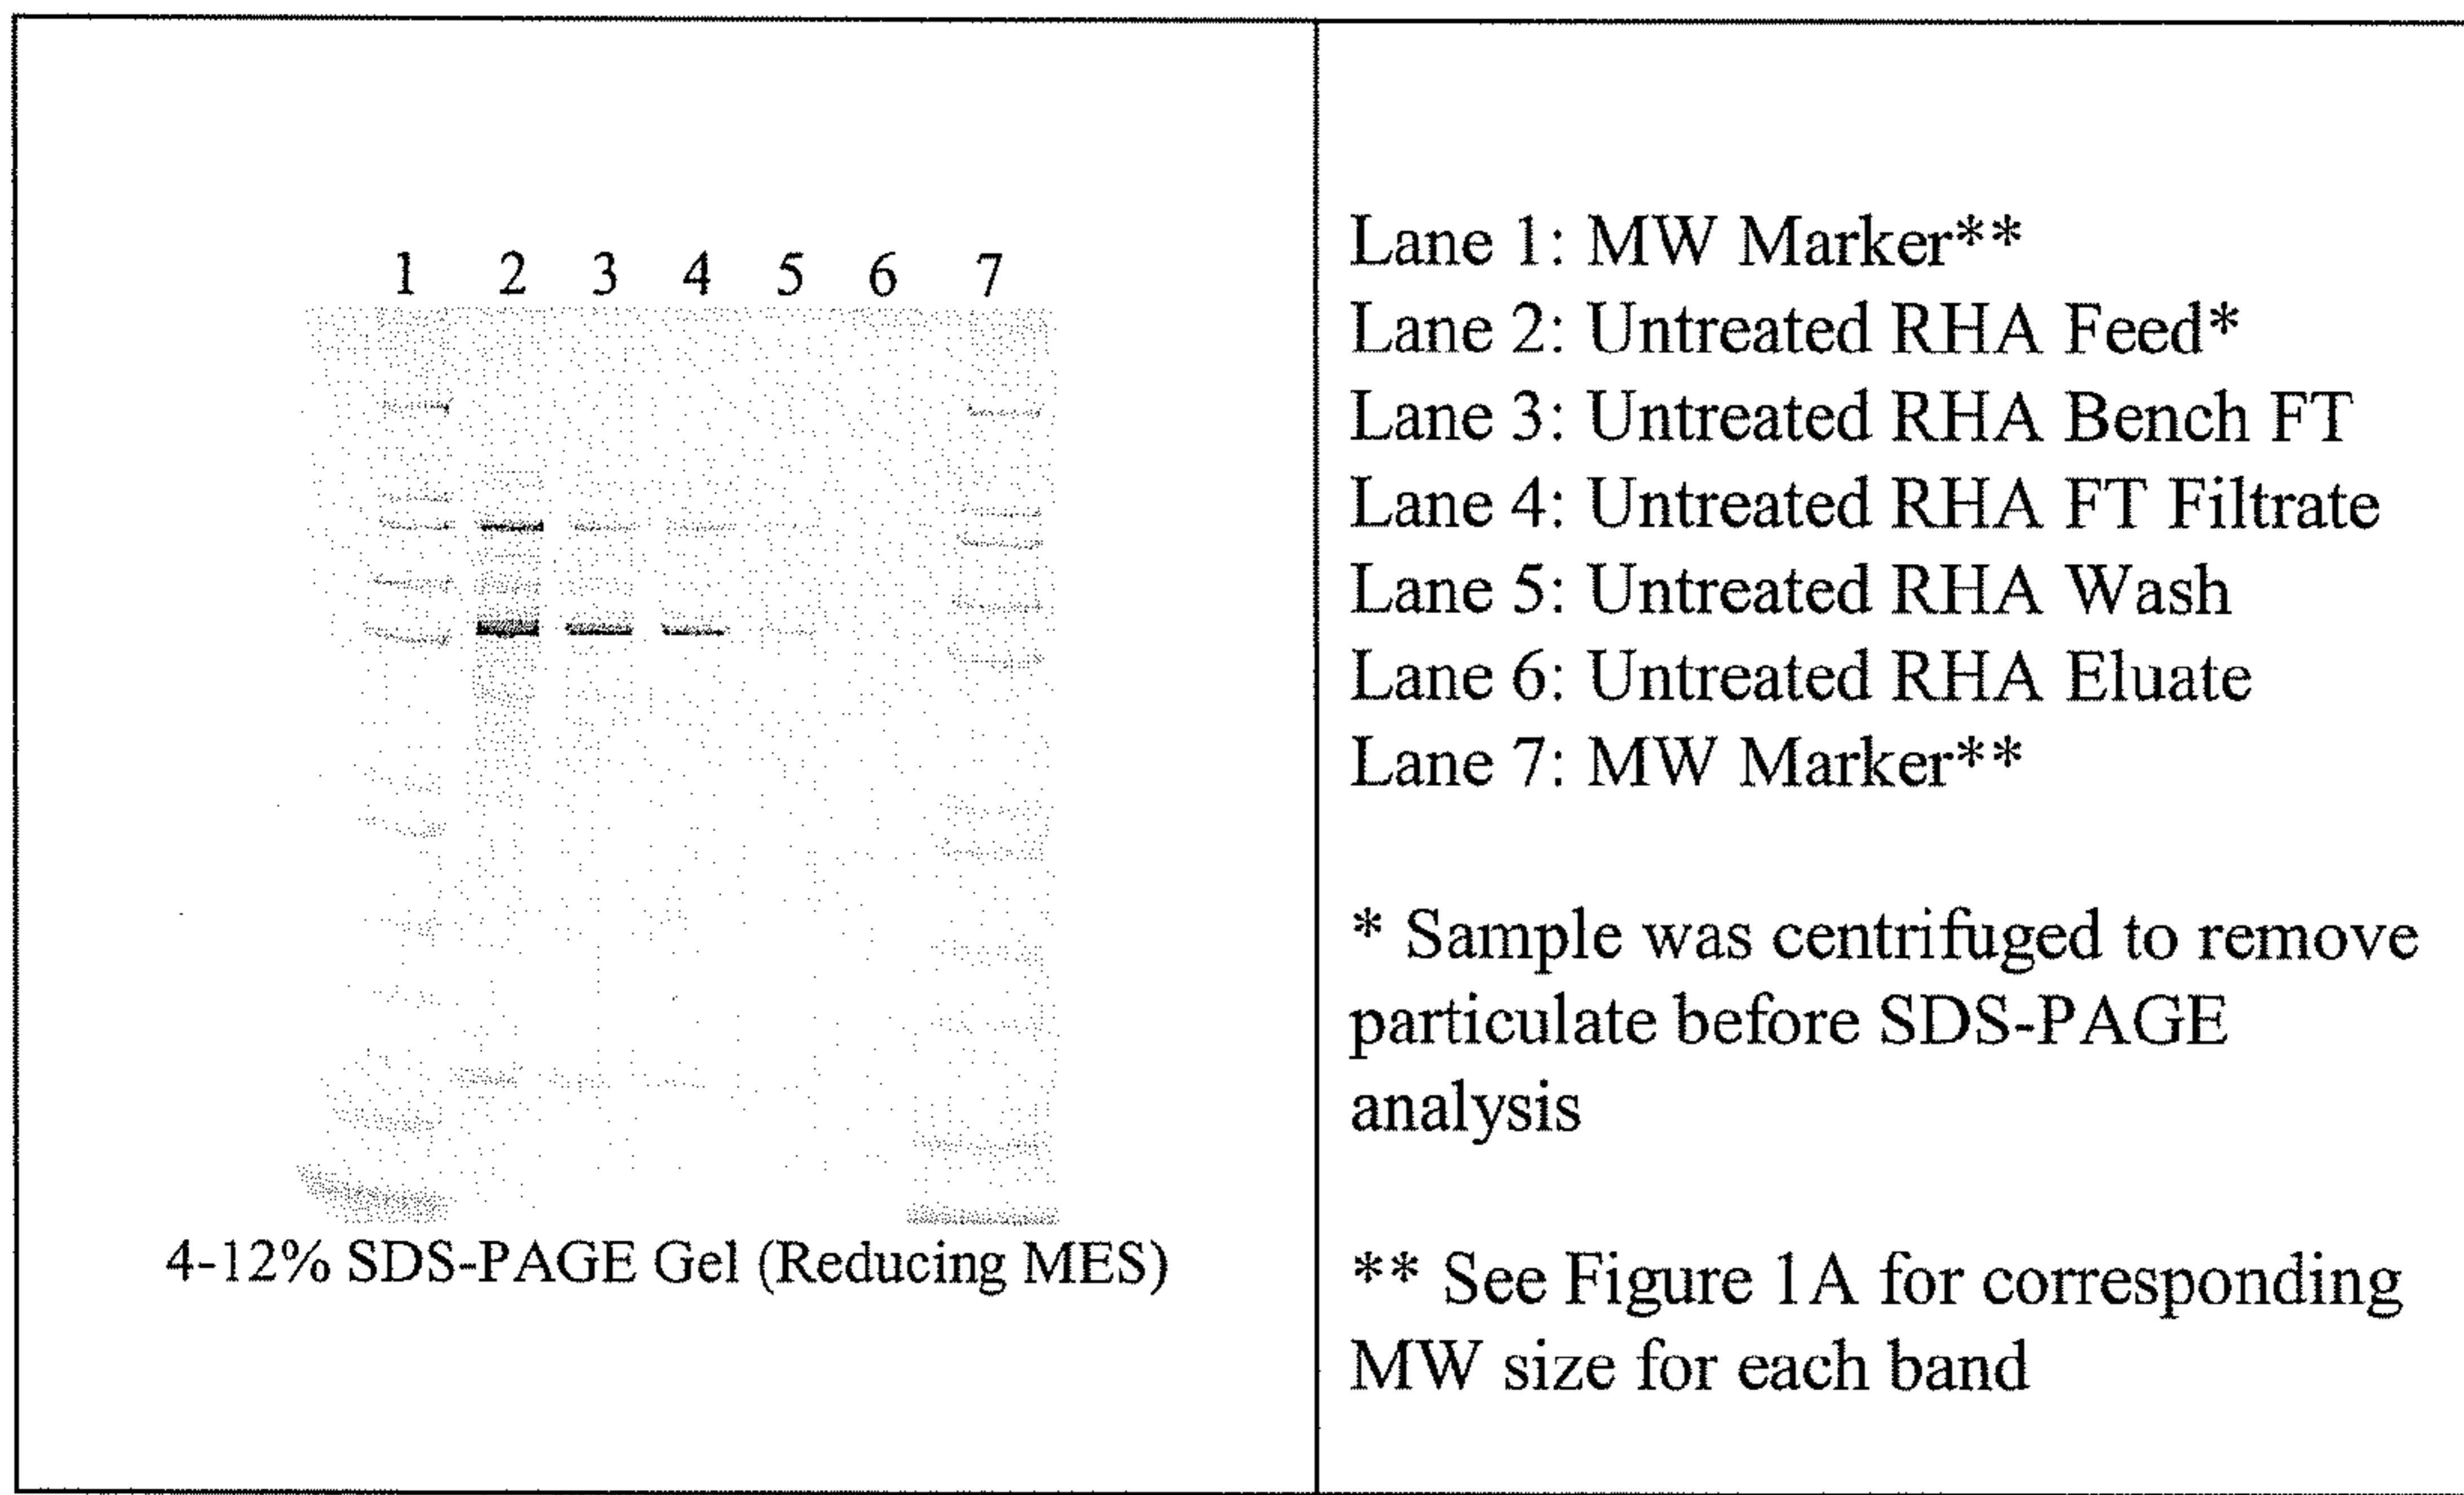 1 2 3 4 5 6 7
4-12% SDS-PAGE Gel (Reducing MES)
Lane 1: MW Marker**
Lane 2: Untreated RHA Feed*
Lane 3: Untreated RHA Bench FT
Lane 4: Untreated RHA FT Filtrate
Lane 5: Untreated RHA Wash
Lane 6: Untreated RHA Eluate
Lane 7: MW Marker**
* Sample was centrifuged to remove
particulate before SDS-PAGE
analysis
** See Figure 1A for corresponding
MW size for each band